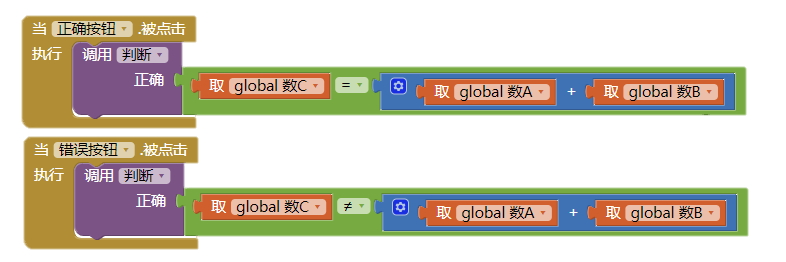 当 正确按钮 .被点击
执行 调用 判断
正确 取 global 数C = 取 global 数A + 取 global 数B
当 错误按钮 .被点击
执行 调用 判断
正确 取 global 数C ≠ 取 global 数A + 取 global 数B